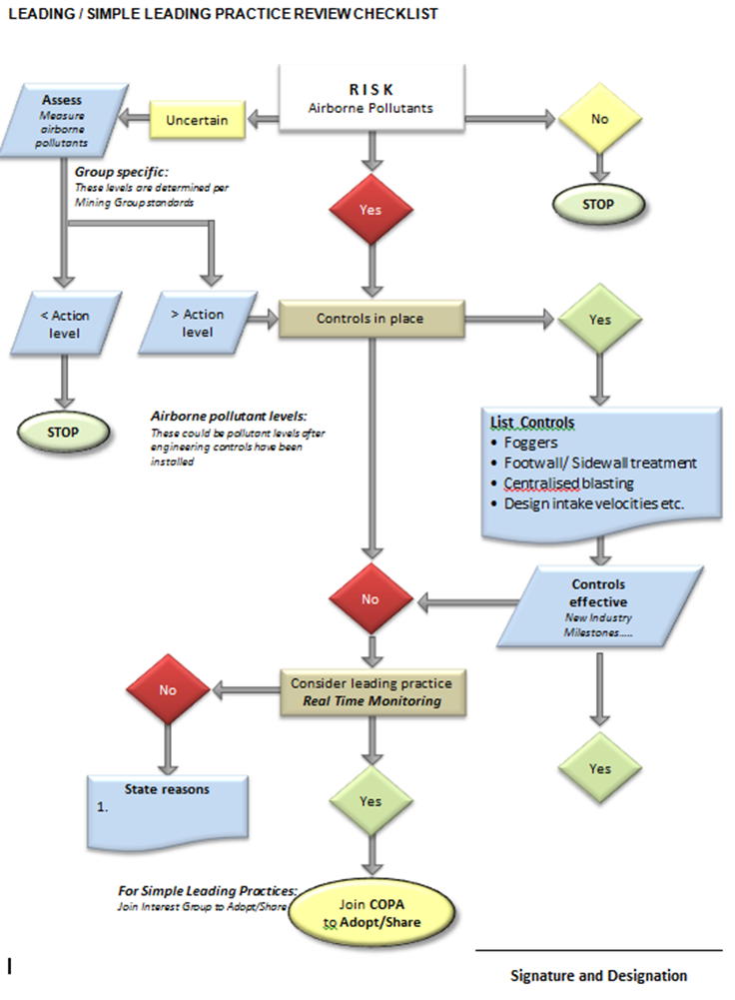 LEADING / SIMPLE LEADING PRACTICE REVIEW CHECKLIST
RISK
Airborne Pollutants
Assess
Measure
airborne
pollutants
Uncertain
No
STOP
Group specific:
These levels are determined per
Mining Group standards
Yes
< Action
level
> Action
level
Controls in place
Yes
STOP
Airborne pollutant levels:
These could be pollutant levels after
engineering controls have been
installed
List Controls
• Foggers
• Footwall/ Sidewall treatment
• Centralised blasting
• Design intake velocities etc.
Controls
effective
New Industry
Milestones.....
No
Consider leading practice
Real Time Monitoring
No
Yes
State reasons
1.
Yes
For Simple Leading Practices:
Join Interest Group to Adopt/Share
Join COPA
to Adopt/Share
Signature and Designation